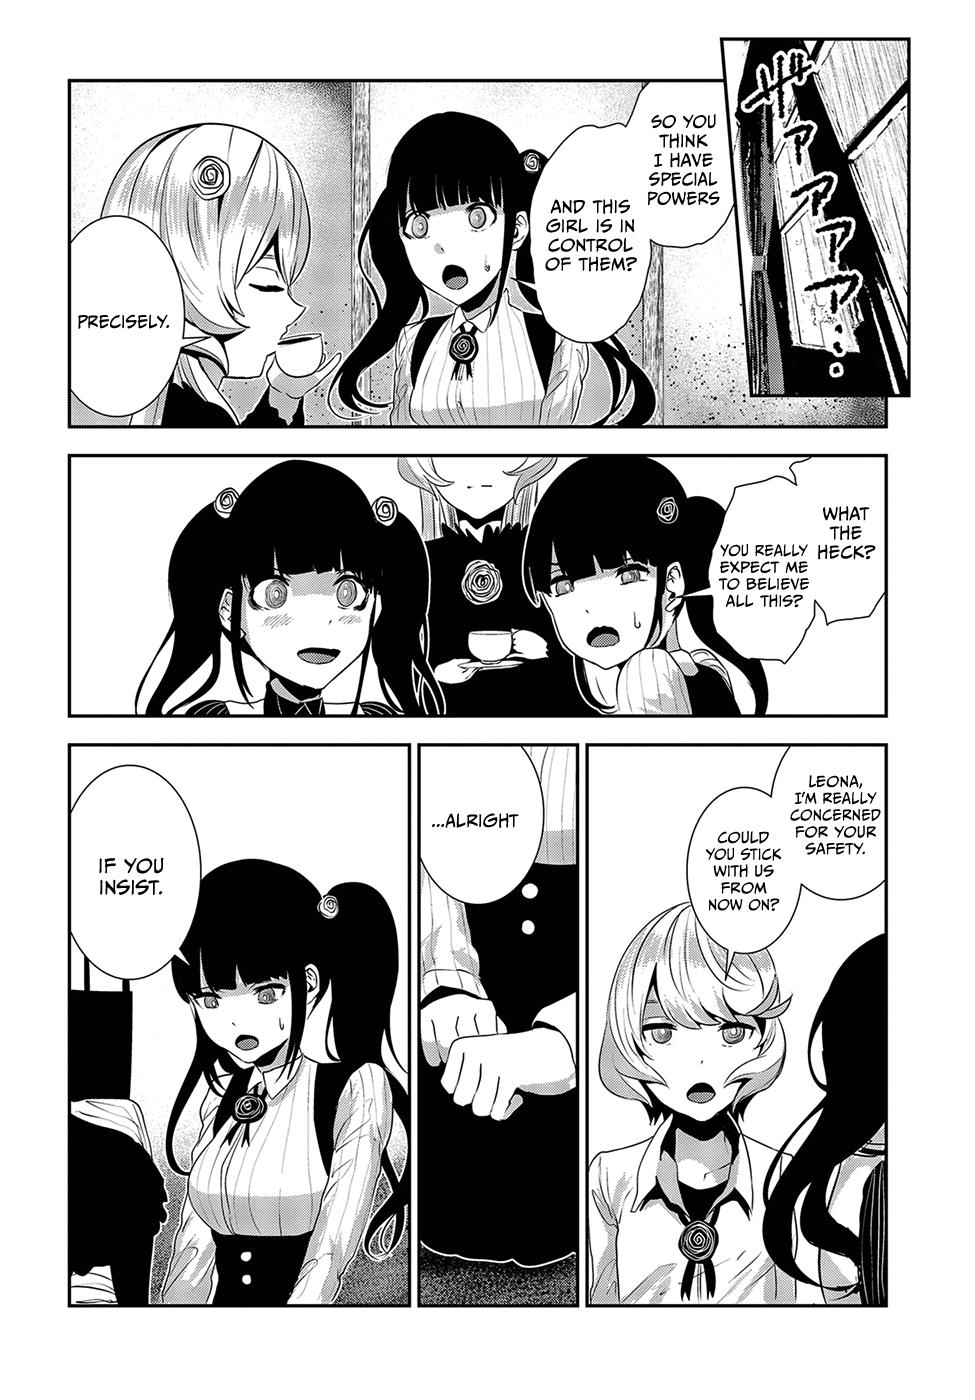 ザァァァァ…
SO YOU
THINK
I HAVE
SPECIAL
POWERS
AND THIS
GIRL IS IN
CONTROL
OF THEM?
PRECISELY.
WHAT
THE
HECK?
YOU REALLY
EXPECT ME
TO BELIEVE
ALL THIS?
LEONA,
I'M REALLY
CONCERNED
FOR YOUR
SAFETY.
COULD
YOU STICK
WITH US
FROM
NOW ON?
...ALRIGHT
IF YOU
INSIST.